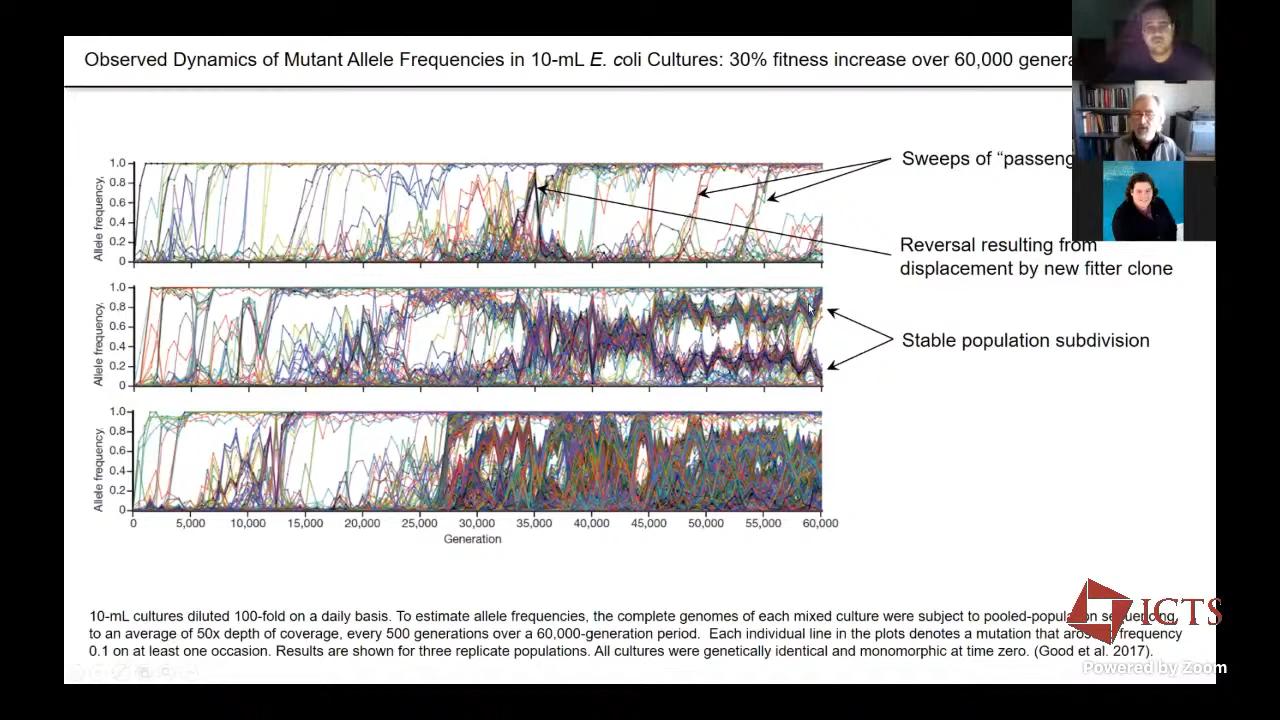 Observed Dynamics of Mutant Allele Frequencies in 10-mL E. coli Cultures: 30% fitness increase over 60,000
Sweeps of
Reversal resulting from
displacement by new fitter clone
Stable population subdivision
Allele frequency,
1.0
0.8
0.6
0.4
0.2
0
Allele frequency,
1.0
0.8
0.6
0.4
0.2
0
Allele frequency,
1.0
0.8
0.6
0.4
0.2
0
0 5,000 10,000 15,000 20,000 25,000 30,000 35,000 40,000 45,000 50,000 55,000 60,000
Generation
10-mL cultures diluted 100-fold on a daily basis. To estimate allele frequencies, the complete genomes of each mixed culture were subject to pooled-population sequencing,
to an average of 50x depth of coverage, every 500 generations over a 60,000-generation period. Each individual line in the plots denotes a mutation that frequency
0.1 on at least one occasion. Results are shown for three replicate populations. All cultures were genetically identical and monomorphic at time zero. (Good et al. 2017).
ICTS
Powered by Zoom